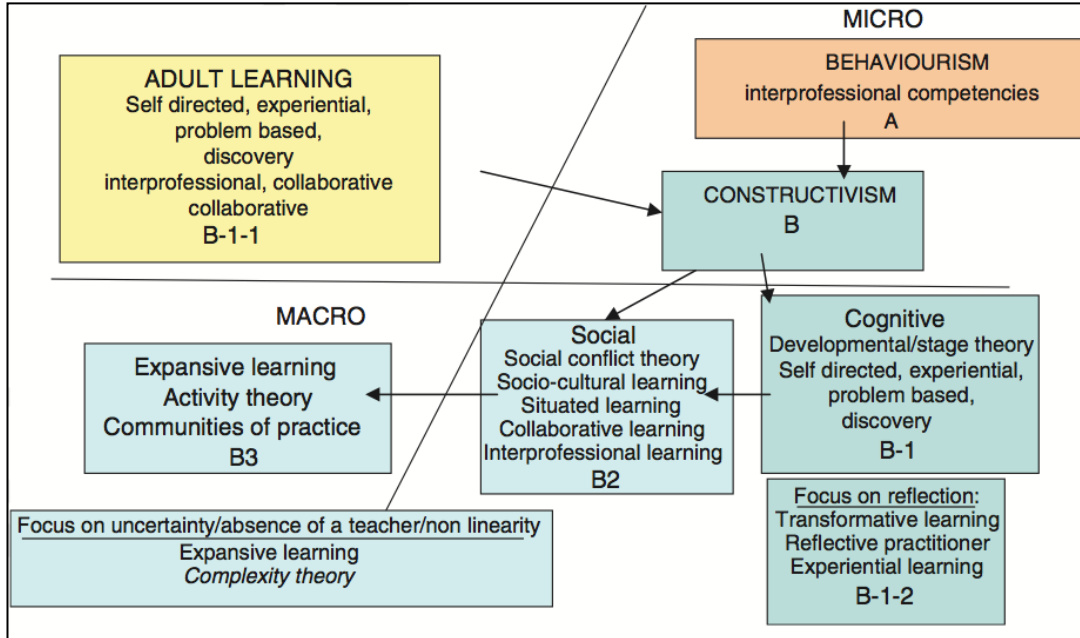 MICRO
ADULT LEARNING
Self directed, experiential,
problem based,
discovery
interprofessional, collaborative
collaborative
B-1-1
BEHAVIOURISM
interprofessional competencies
A
CONSTRUCTIVISM
B
MACRO
Expansive learning
Activity theory
Communities of practice
B3
Social
Social conflict theory
Socio-cultural learning
Situated learning
Collaborative learning
Interprofessional learning
B2
Cognitive
Developmental/stage theory
Self directed, experiential,
problem based,
discovery
B-1
Focus on uncertainty/absence of a teacher/non linearity
Expansive learning
Complexity theory
Focus on reflection:
Transformative learning
Reflective practitioner
Experiential learning
B-1-2